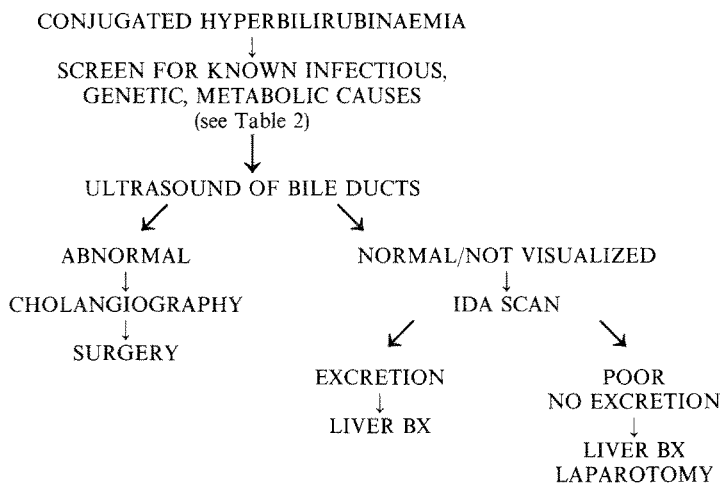 CONJUGATED HYPERBILIRUBINAEMIA
SCREEN FOR KNOWN INFECTIOUS,
GENETIC, METABOLIC CAUSES
(see Table 2)
ULTRASOUND OF BILE DUCTS
ABNORMAL
NORMAL/NOT VISUALIZED
CHOLANGIOGRAPHY
IDA SCAN
SURGERY
EXCRETION
POOR
NO EXCRETION
LIVER BX
LIVER BX
LAPAROTOMY